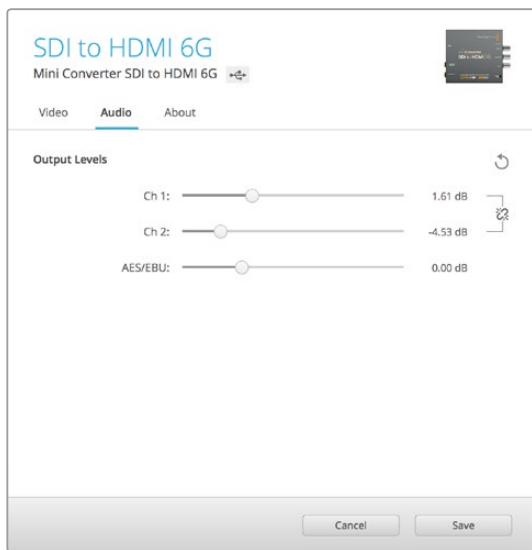 SDI to HDMI 6G
Mini Converter SDI to HDMI 6G
Video Audio About
Output Levels
Ch 1: 1.61 dB
Ch 2: -4.53 dB
AES/EBU: 0.00 dB
Cancel Save